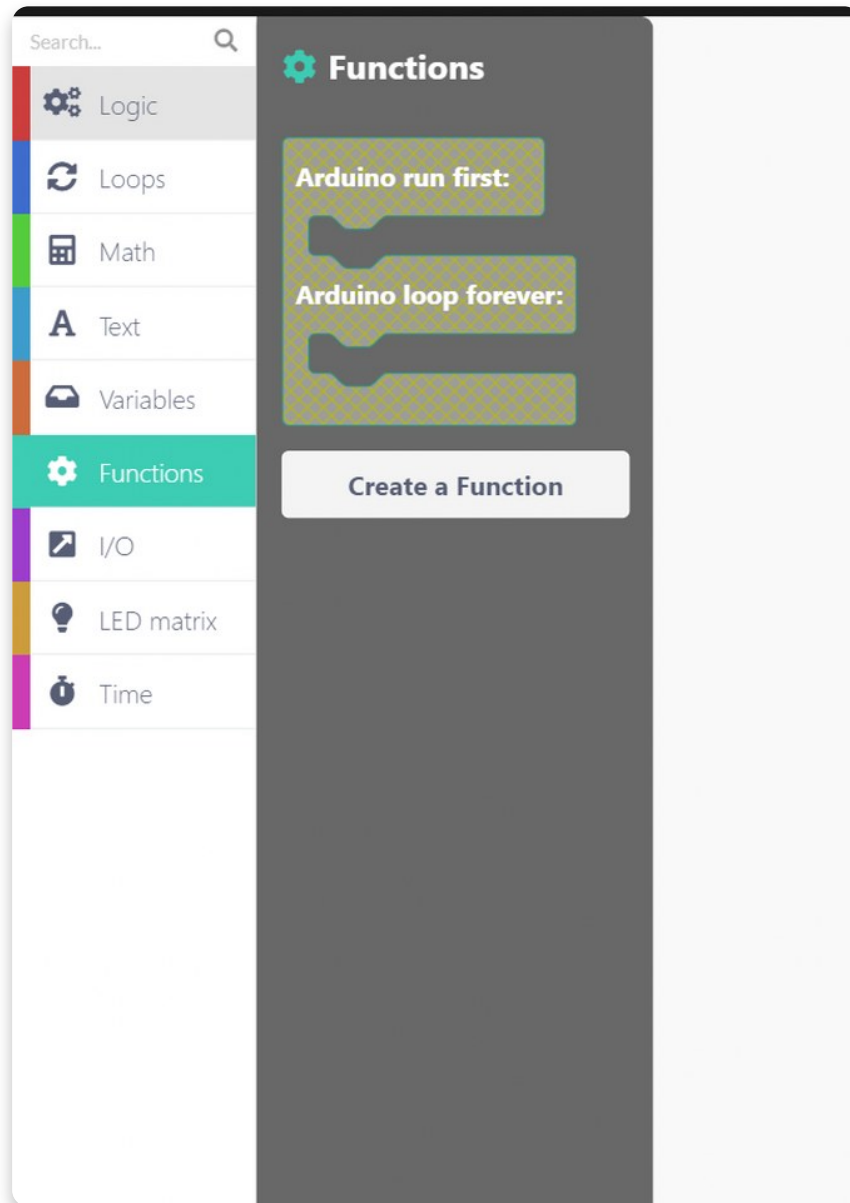 Search...
Logic
Loops
Math
Text
Variables
Functions
I/O
LED matrix
Time
Functions
Arduino run first:
Arduino loop forever:
Create a Function